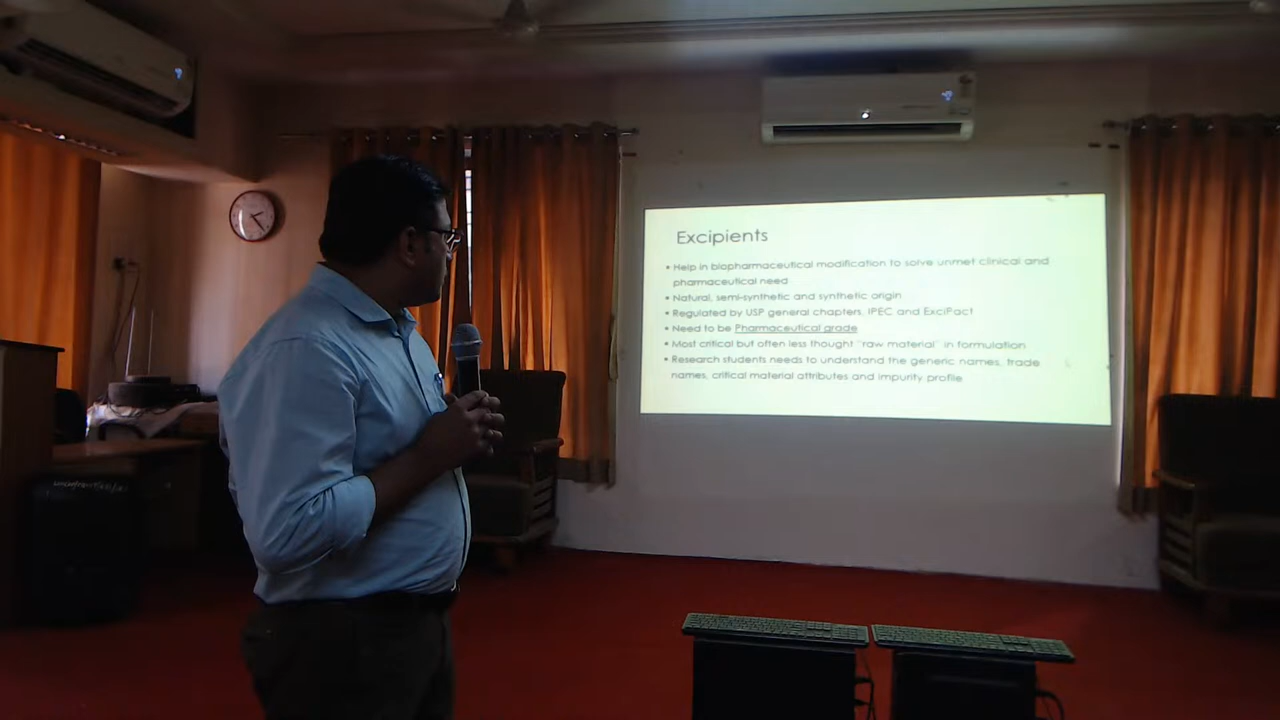 Excipients
• Help in biopharmaceutical modification to solve unmet clinical and
pharmaceutical need
• Natural, semi-synthetic and synthetic origin
• Regulated by USP general chapters, IPEC and ExciPact
• Need to be Pharmaceutical grade
• Most critical but often less thought "raw material" in formulation
• Research students needs to understand the generic names, trade
names, critical material attributes and impurity profile